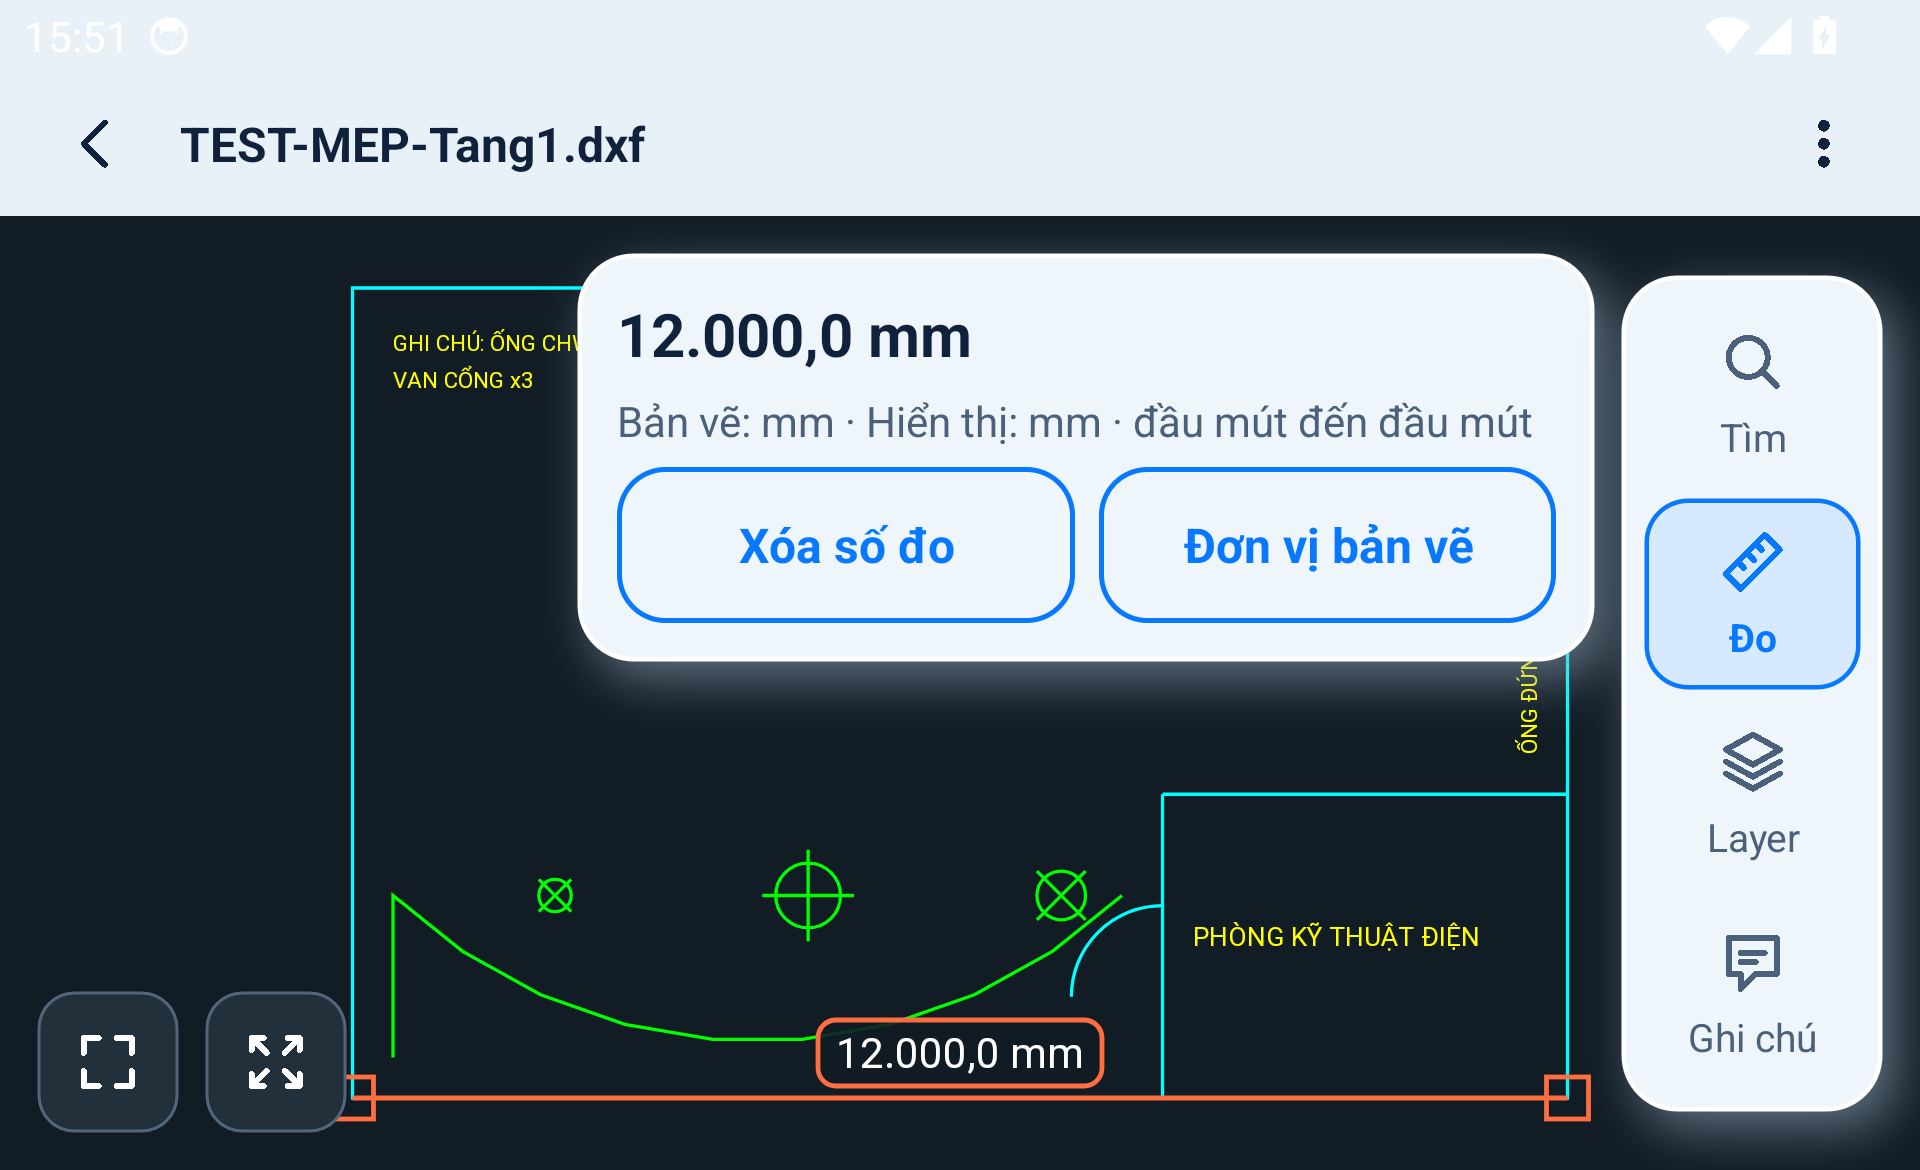 15:51
TEST-MEP-Tang1.dxf
GHI CHÚ: ỐNG
VAN CỔNG x3
12.000,0 mm
Bản vẽ: mm · Hiển thị: mm · đầu mút đến đầu mút
Xóa số đo
Đơn vị bản vẽ
Tìm
Đo
Layer
Ghi chú
ỐNG
PHÒNG KỸ THUẬT ĐIỆN
12.000,0 mm